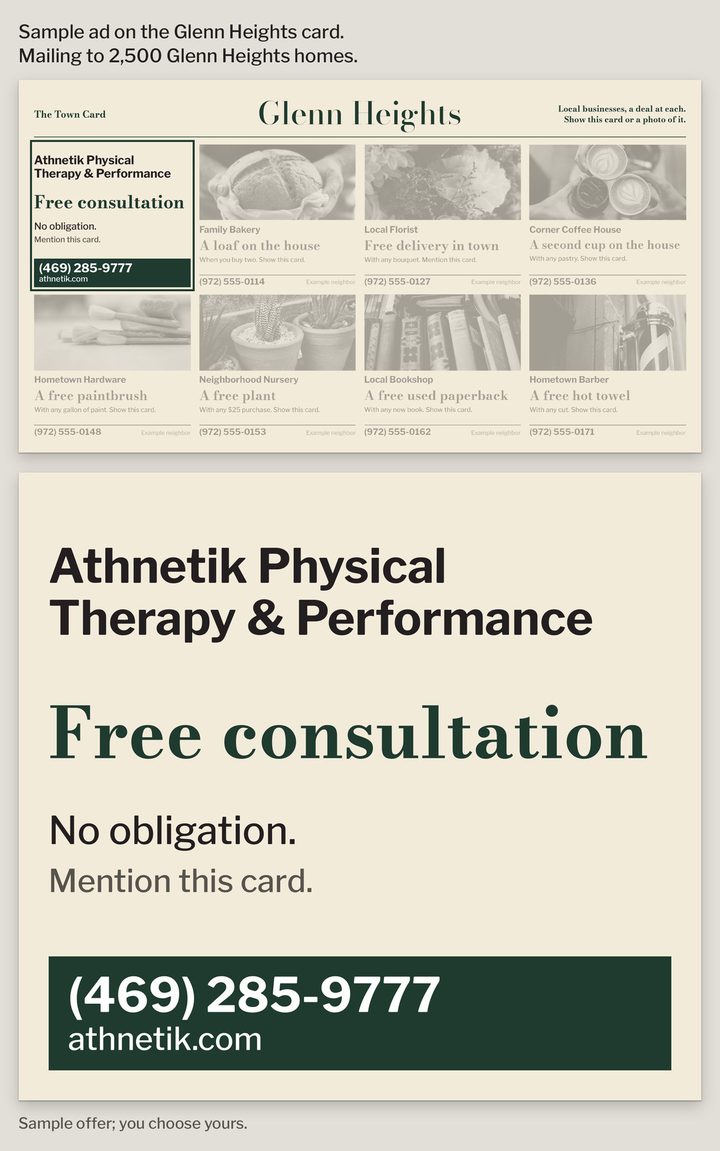 Sample ad on the Glenn Heights card.
Mailing to 2,500 Glenn Heights homes.
The Town Card
Glenn Heights
Local businesses, a deal at each.
Show this card or a photo of it.
Athnetik Physical
Therapy & Performance
Free consultation
No obligation.
Mention this card.
(469) 285-9777
athnetik.com
Family Bakery
A loaf on the house
When you buy two. Show this card.
(972) 555-0114
Example neighbor
Local Florist
Free delivery in town
With any bouquet. Mention this card.
(972) 555-0127
Example neighbor
Corner Coffee House
A second cup on the house
With any pastry. Show this card.
(972) 555-0136
Example neighbor
Hometown Hardware
A free paintbrush
With any gallon of paint. Show this card.
(972) 555-0148
Example neighbor
Neighborhood Nursery
A free plant
With any $25 purchase. Show this card.
(972) 555-0153
Example neighbor
Local Bookshop
A free used paperback
With any new book. Show this card.
(972) 555-0162
Example neighbor
Hometown Barber
A free hot towel
With any cut. Show this card.
(972) 555-0171
Example neighbor
Athnetik Physical
Therapy & Performance
Free consultation
No obligation.
Mention this card.
(469) 285-9777
athnetik.com
Sample offer; you choose yours.